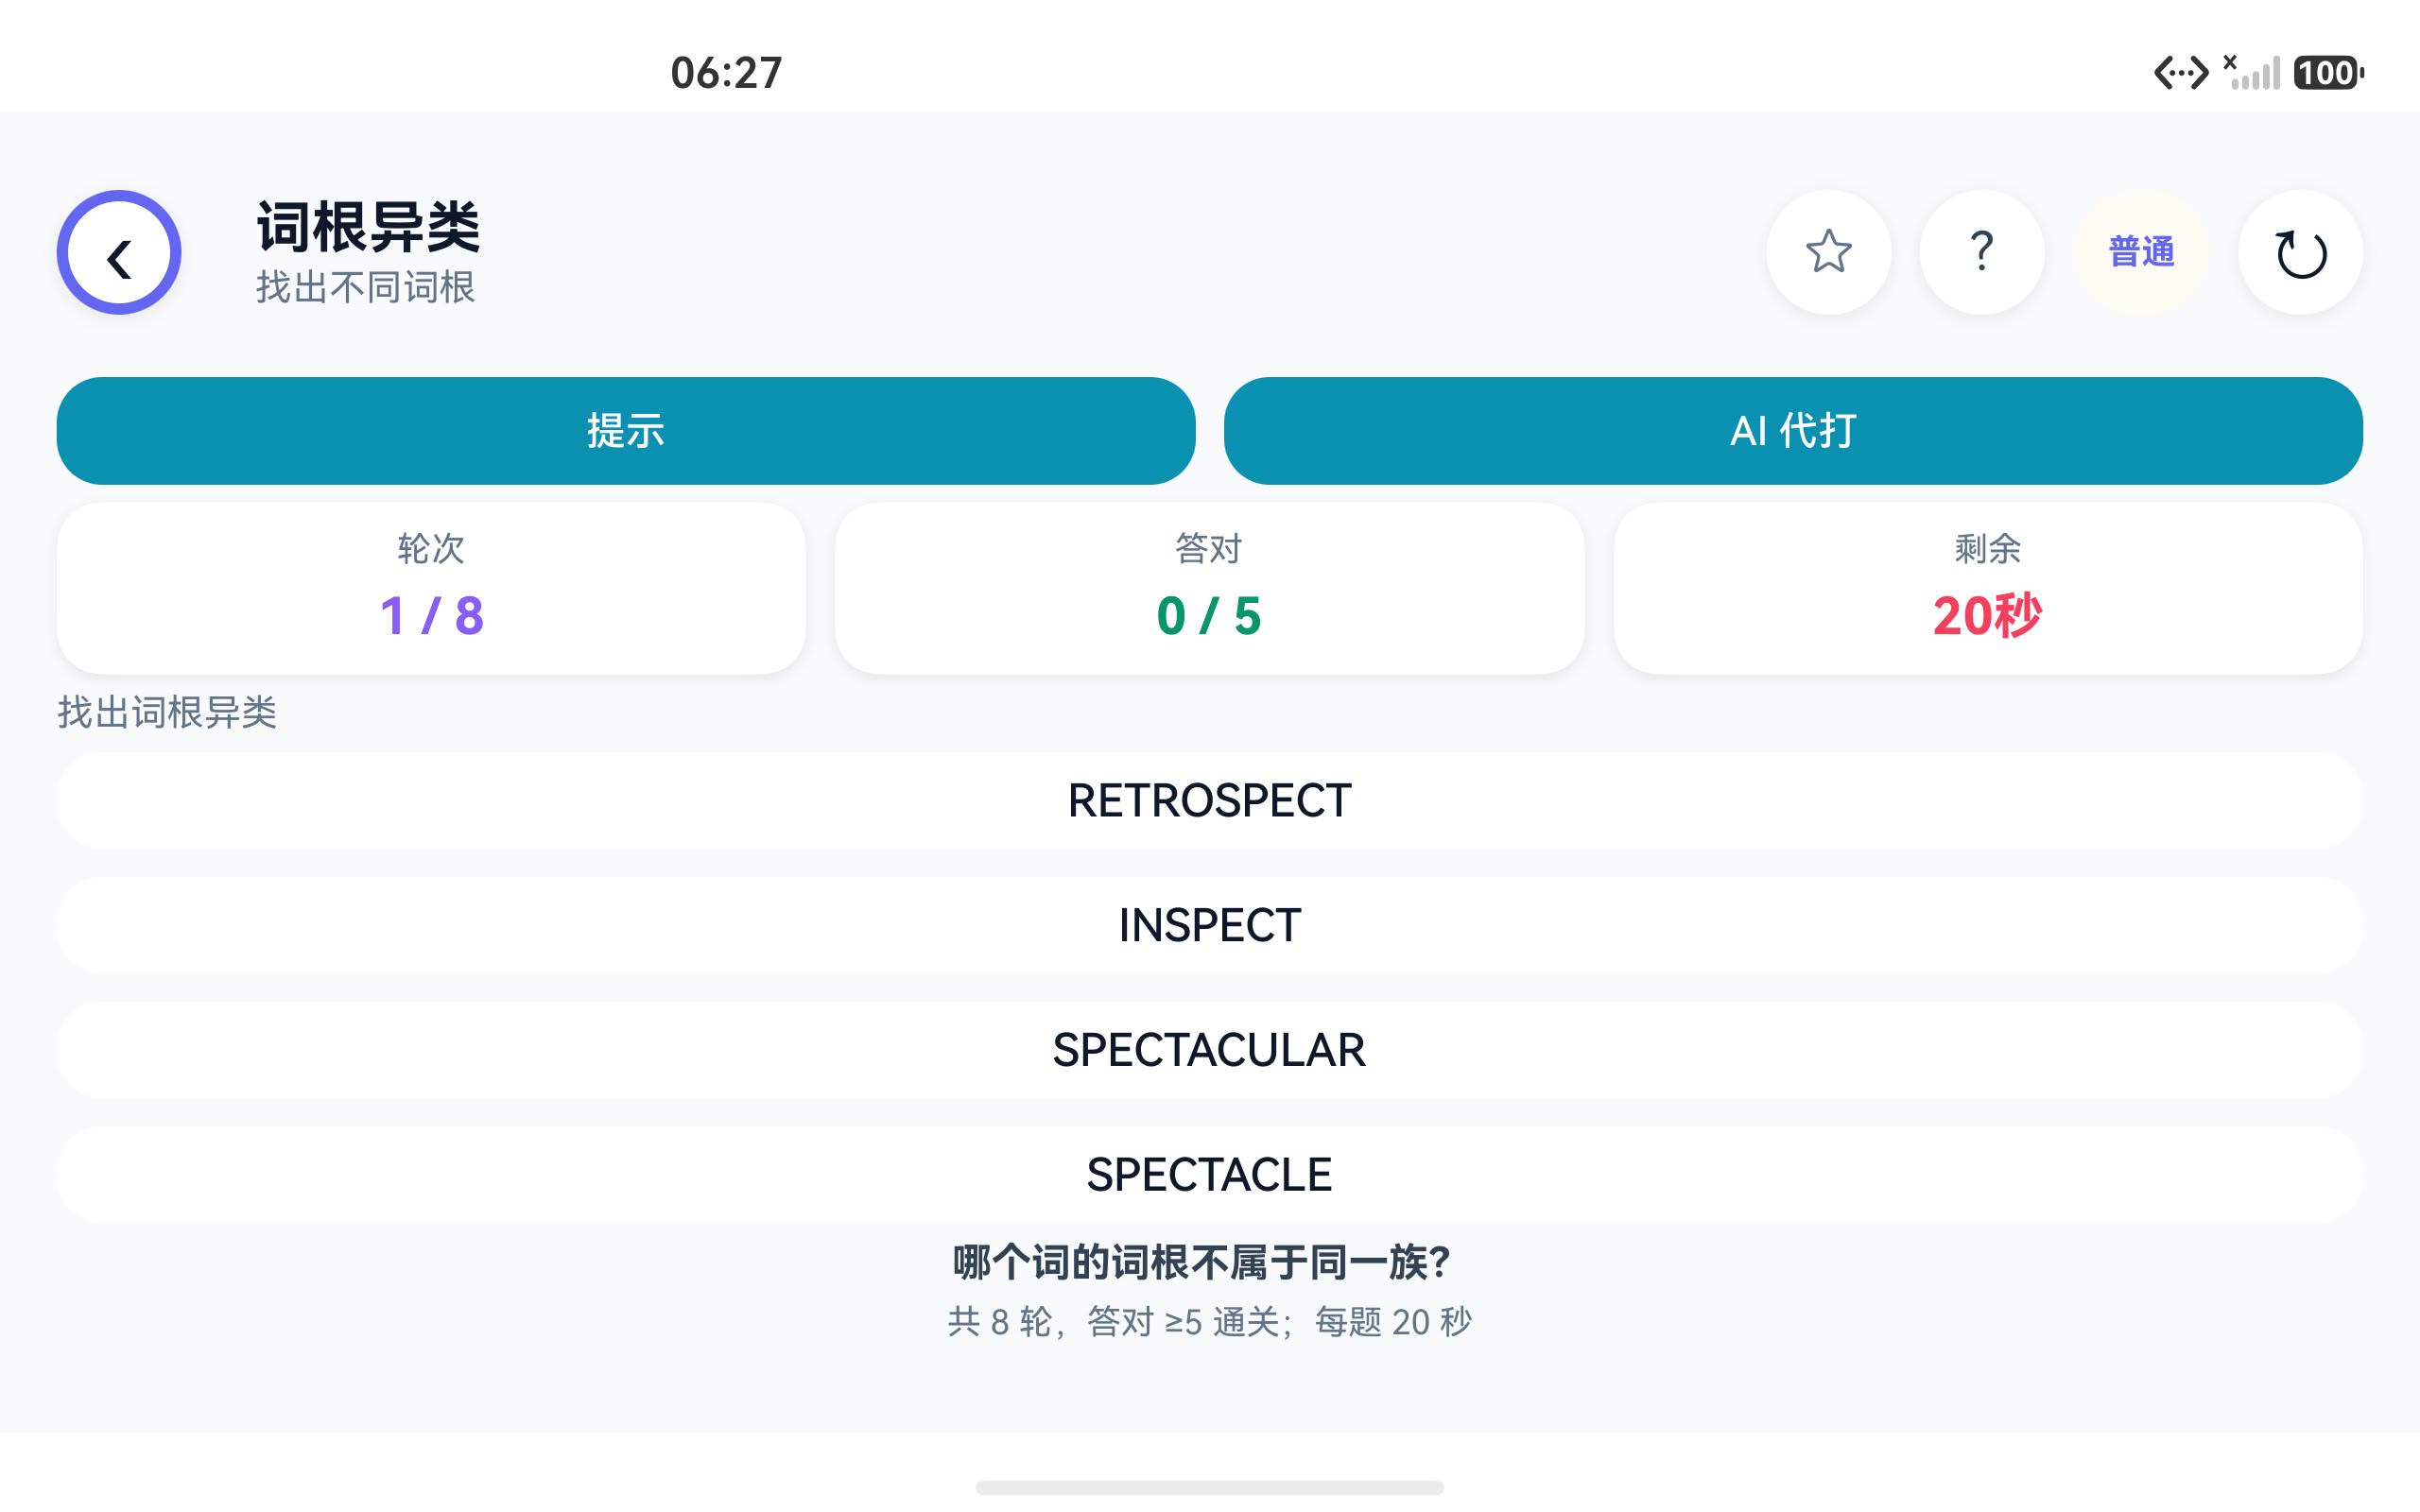 06:27
100
词根异类
找出不同词根
?
普通
提示
AI 代打
轮次
1 / 8
答对
0 / 5
剩余
20秒
找出词根异类
RETROSPECT
INSPECT
SPECTACULAR
SPECTACLE
哪个词的词根不属于同一族?
共 8 轮，答对 ≥5 通关；每题 20 秒